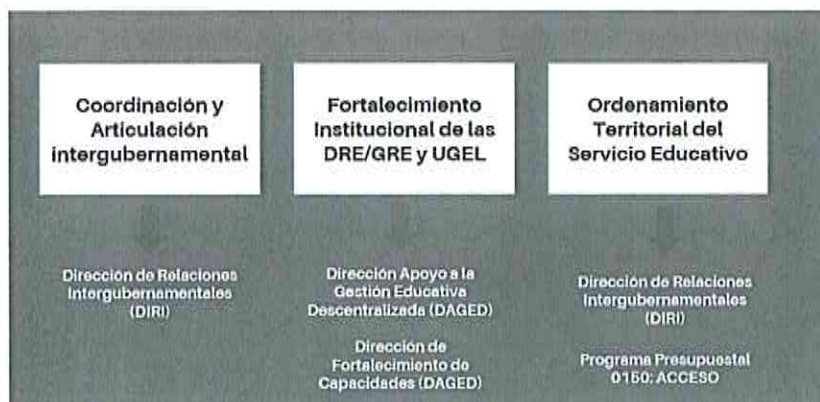 Coordinación y
Articulación
intergubernamental
Dirección de Relaciones
Intergubernamentales
(DIRI)
Fortalecimiento
Institucional de las
DRE/GRE y UGEL
Dirección Apoyo a la
Gestión Educativa
Descentralizada (DAGED)
Dirección de
Fortalecimiento de
Capacidades (DAGED)
Ordenamiento
Territorial del
Servicio Educativo
Dirección de Relaciones
Intergubernamentales
(DIRI)
Programa Presupuestal
0150: ACCESO